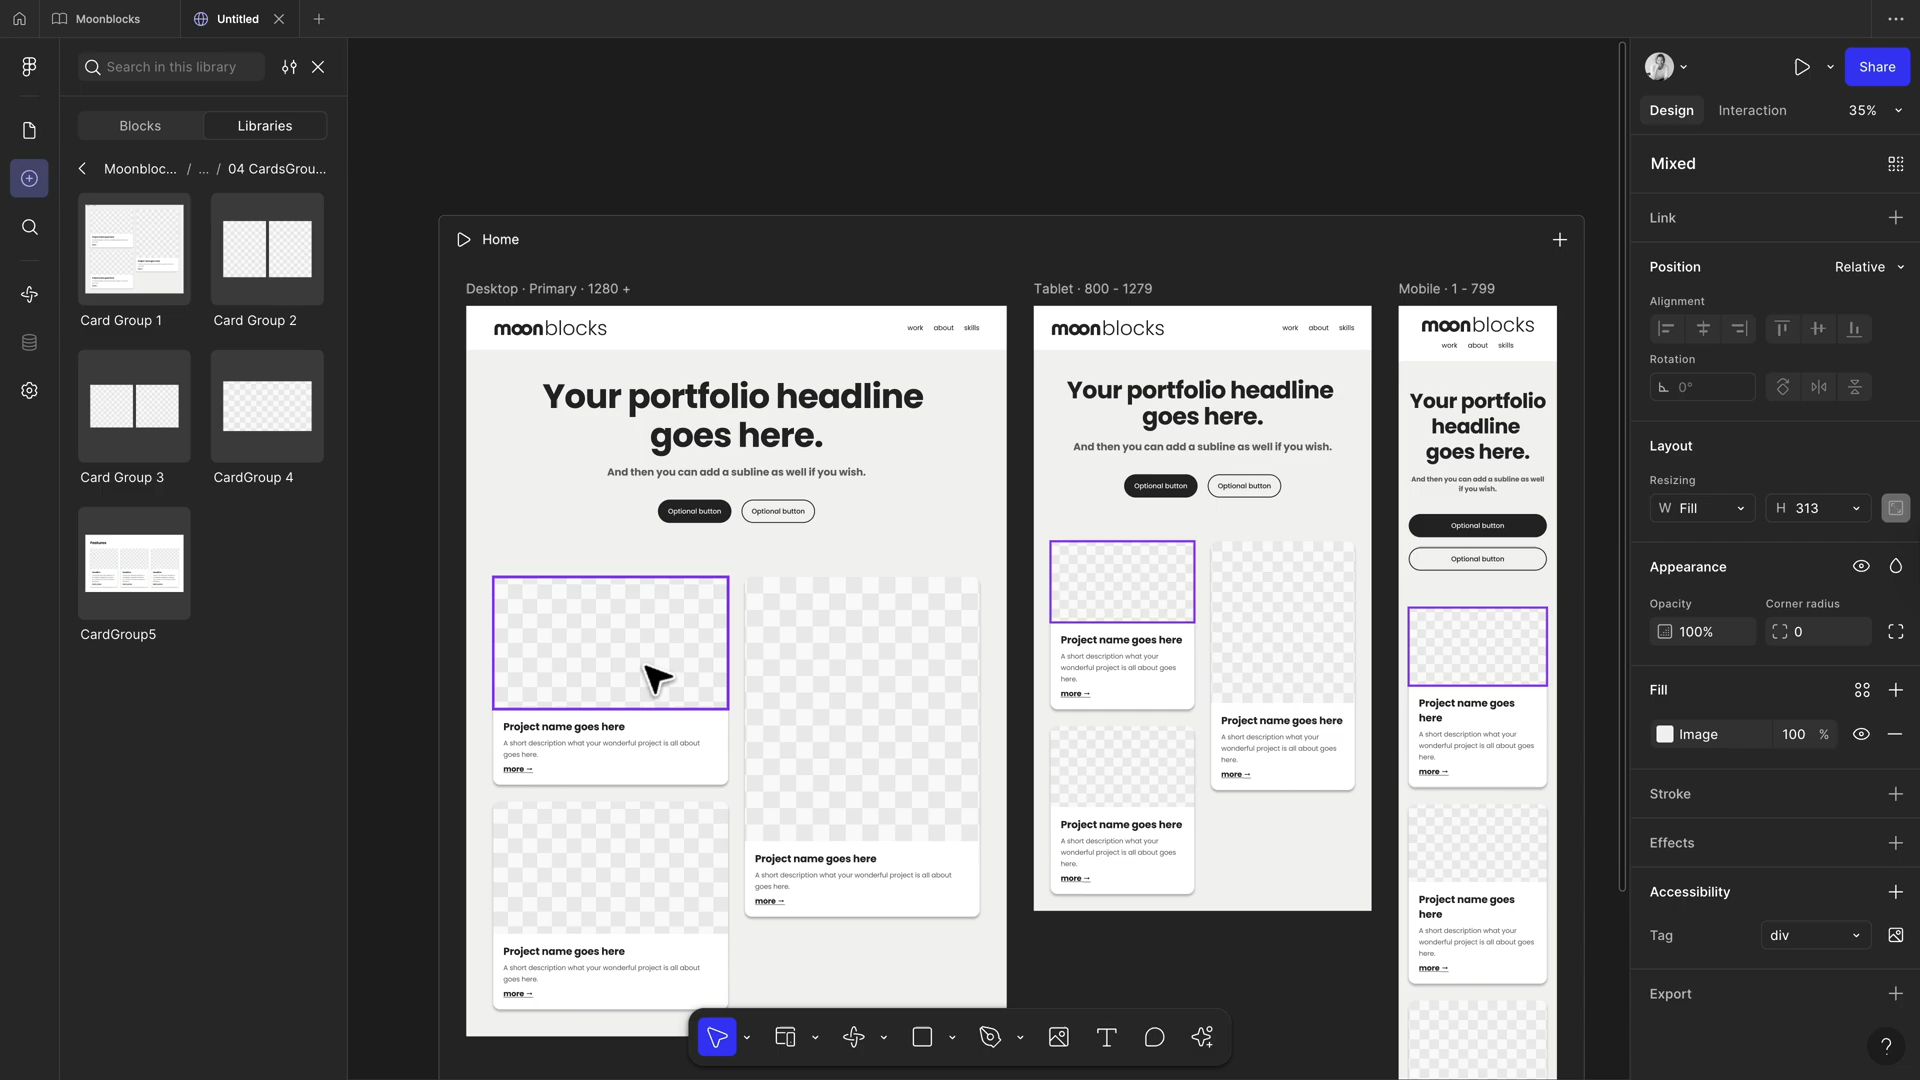 Moonblocks
Untitled
Search in this library
Blocks
Libraries
Moonbloc... / ... / 04 CardsGrou...
Card Group 1
Card Group 2
Card Group 3
CardGroup 4
CardGroup5
Home
Desktop · Primary · 1280 +
moonblocks
work about skills
Your portfolio headline
goes here.
And then you can add a subline as well if you wish.
Optional button
Optional button
Project name goes here
A short description what your wonderful project is all about
goes here.
more →
Project name goes here
A short description what your wonderful project is all about
goes here.
more →
Project name goes here
A short description what your wonderful project is all about
goes here.
more →
Tablet · 800 - 1279
moonblocks
work about skills
Your portfolio headline
goes here.
And then you can add a subline as well if you wish.
Optional button
Optional button
Project name goes here
A short description what your
wonderful project is all about goes
here.
more →
Project name goes here
A short description what your
wonderful project is all about goes
here.
more →
Project name goes here
A short description what your
wonderful project is all about goes
here.
more →
Mobile · 1 - 799
moonblocks
work about skills
Your portfolio
headline
goes here.
And then you can add a subline as well
if you wish.
Optional button
Optional button
Project name goes
here
A short description what your
wonderful project is all about goes
here.
more →
Project name goes
here
A short description what your
wonderful project is all about goes
here.
more →
Share
Design
Interaction
35%
Mixed
Link
Position
Relative
Alignment
Rotation
0°
Layout
Resizing
W Fill
H 313
Appearance
Opacity
Corner radius
100%
0
Fill
Image
100 %
Stroke
Effects
Accessibility
Tag
div
Export
?